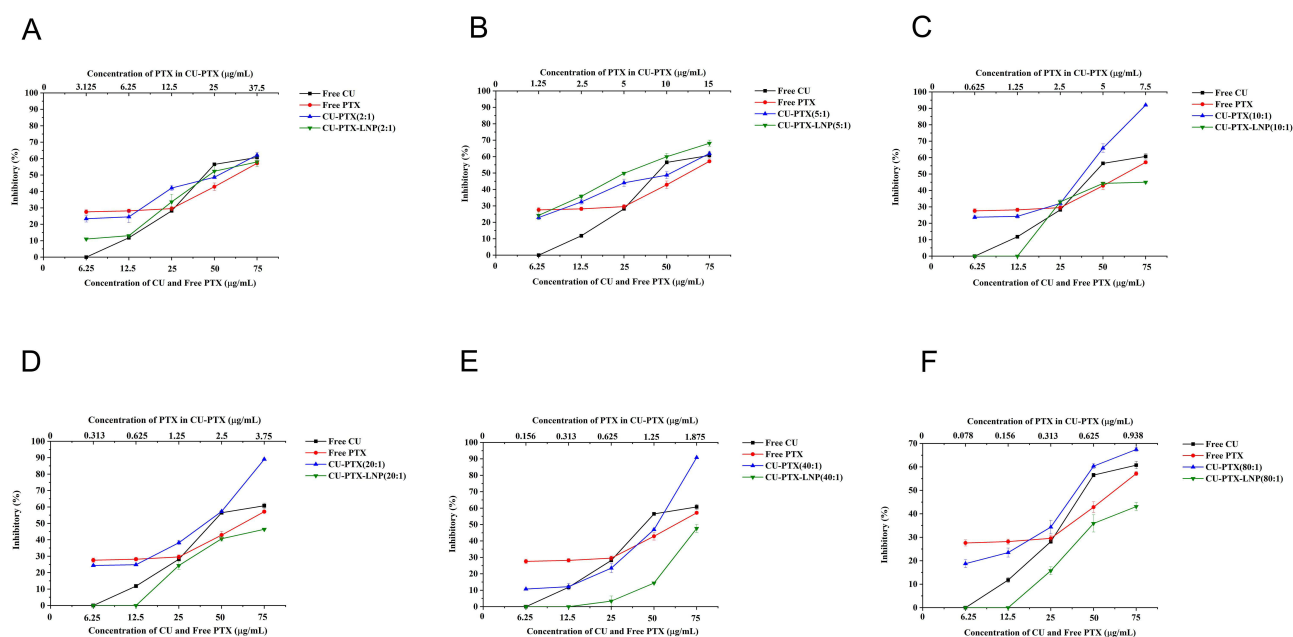 A
Concentration of PTX in CU-PTX (μg/mL)
0 3.125 6.25 12.5 25 37.5
Free CU
Free PTX
CU-PTX(2:1)
CU-PTX-LNP(2:1)
Inhibitory (%)
100
90
80
70
60
50
40
30
20
10
0
0 6.25 12.5 25 50 75
Concentration of CU and Free PTX (μg/mL)
B
Concentration of PTX in CU-PTX (μg/mL)
0 1.25 2.5 5 10 15
Free CU
Free PTX
CU-PTX(5:1)
CU-PTX-LNP(5:1)
Inhibitory (%)
100
90
80
70
60
50
40
30
20
10
0
0 6.25 12.5 25 50 75
Concentration of CU and Free PTX (μg/mL)
C
Concentration of PTX in CU-PTX (μg/mL)
0 0.625 1.25 2.5 5 7.5
Free CU
Free PTX
CU-PTX(10:1)
CU-PTX-LNP(10:1)
Inhibitory (%)
100
90
80
70
60
50
40
30
20
10
0
0 6.25 12.5 25 50 75
Concentration of CU and Free PTX (μg/mL)
D
Concentration of PTX in CU-PTX (μg/mL)
0 0.313 0.625 1.25 2.5 3.75
Free CU
Free PTX
CU-PTX(20:1)
CU-PTX-LNP(20:1)
Inhibitory (%)
100
90
80
70
60
50
40
30
20
10
0
0 6.25 12.5 25 50 75
Concentration of CU and Free PTX (μg/mL)
E
Concentration of PTX in CU-PTX (μg/mL)
0 0.156 0.313 0.625 1.25 1.875
Free CU
Free PTX
CU-PTX(40:1)
CU-PTX-LNP(40:1)
Inhibitory (%)
100
90
80
70
60
50
40
30
20
10
0
0 6.25 12.5 25 50 75
Concentration of CU and Free PTX (μg/mL)
F
Concentration of PTX in CU-PTX (μg/mL)
0 0.078 0.156 0.313 0.625 0.938
Free CU
Free PTX
CU-PTX(80:1)
CU-PTX-LNP(80:1)
Inhibitory (%)
70
60
50
40
30
20
10
0
0 6.25 12.5 25 50 75
Concentration of CU and Free PTX (μg/mL)